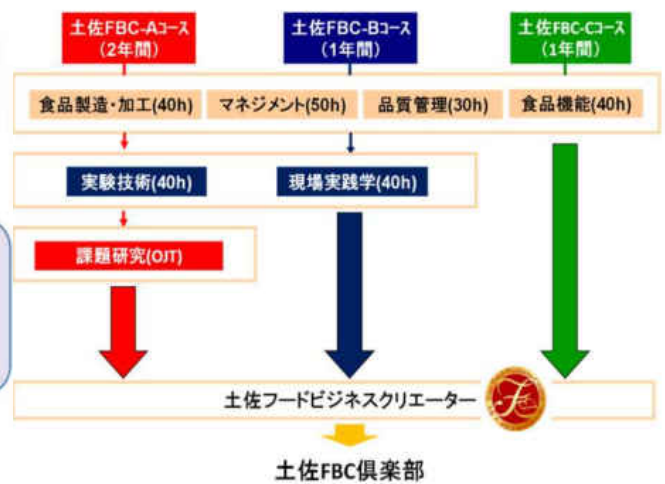 土佐FBC-Aコース
(2年間)
土佐FBC-Bコース
(1年間)
土佐FBC-Cコース
(1年間)
食品製造・加工(40h)
マネジメント(50h)
品質管理(30h)
食品機能(40h)
実験技術(40h)
現場実践学(40h)
課題研究(OJT)
土佐フードビジネスクリエーター
土佐FBC倶楽部